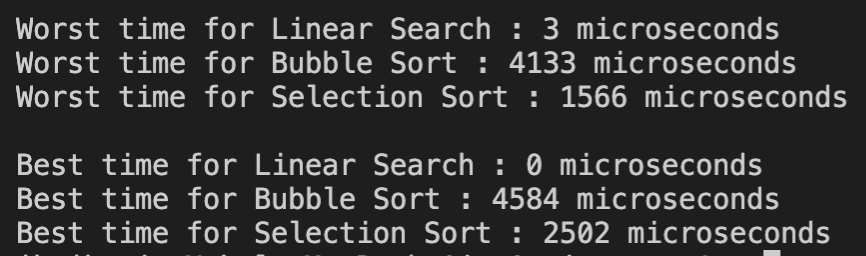 Worst time for Linear Search : 3 microseconds
Worst time for Bubble Sort : 4133 microseconds
Worst time for Selection Sort : 1566 microseconds
Best time for Linear Search : 0 microseconds
Best time for Bubble Sort : 4584 microseconds
Best time for Selection Sort : 2502 microseconds